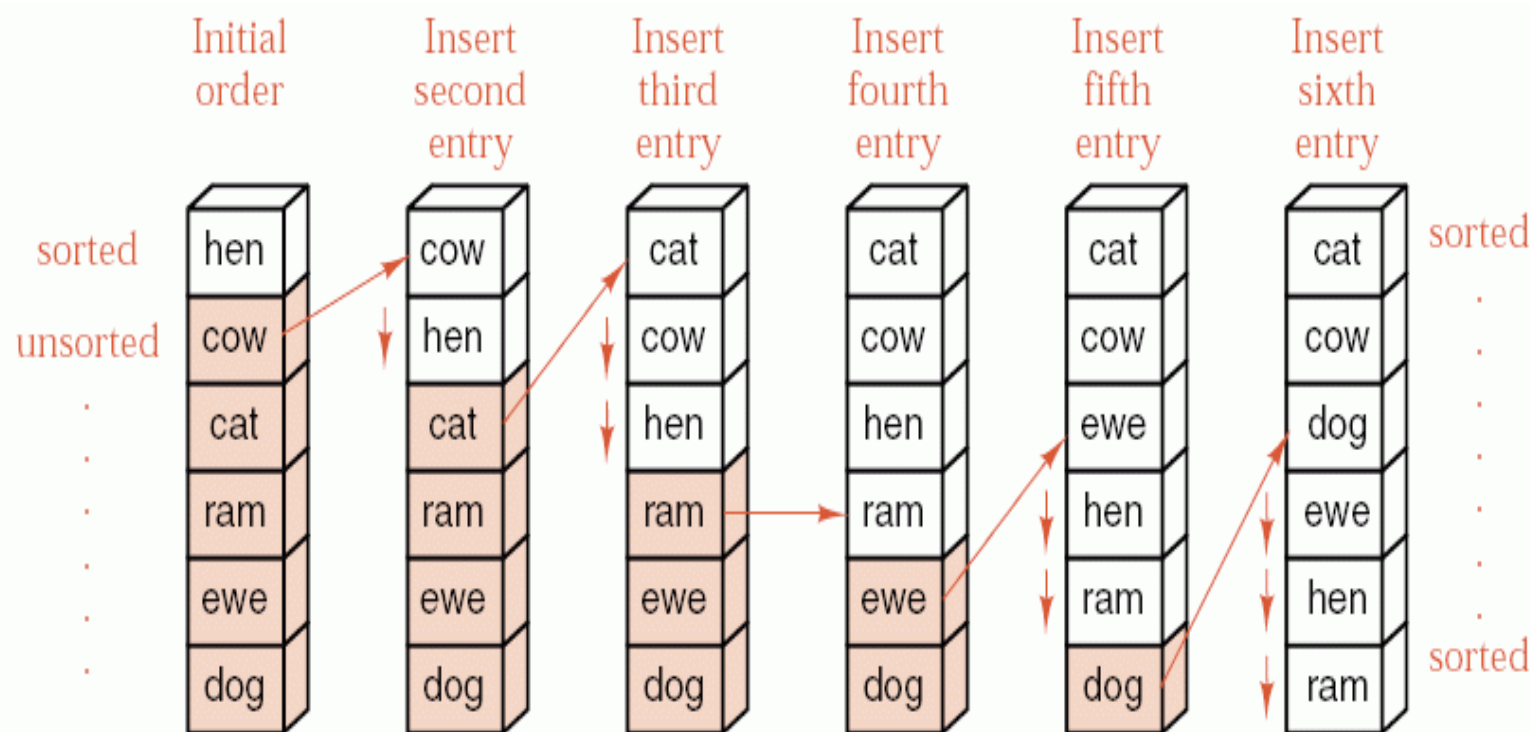 Initial Insert Insert Insert Insert Insert
order second third fourth fifth sixth
entry entry entry entry entry
sorted hen cow cat cat cat cat sorted
unsorted cow hen cow cow cow cow
cat cat hen hen ewe dog
ram ram ram ram hen ewe
ewe ewe ewe ewe ram hen
dog dog dog dog dog ram sorted